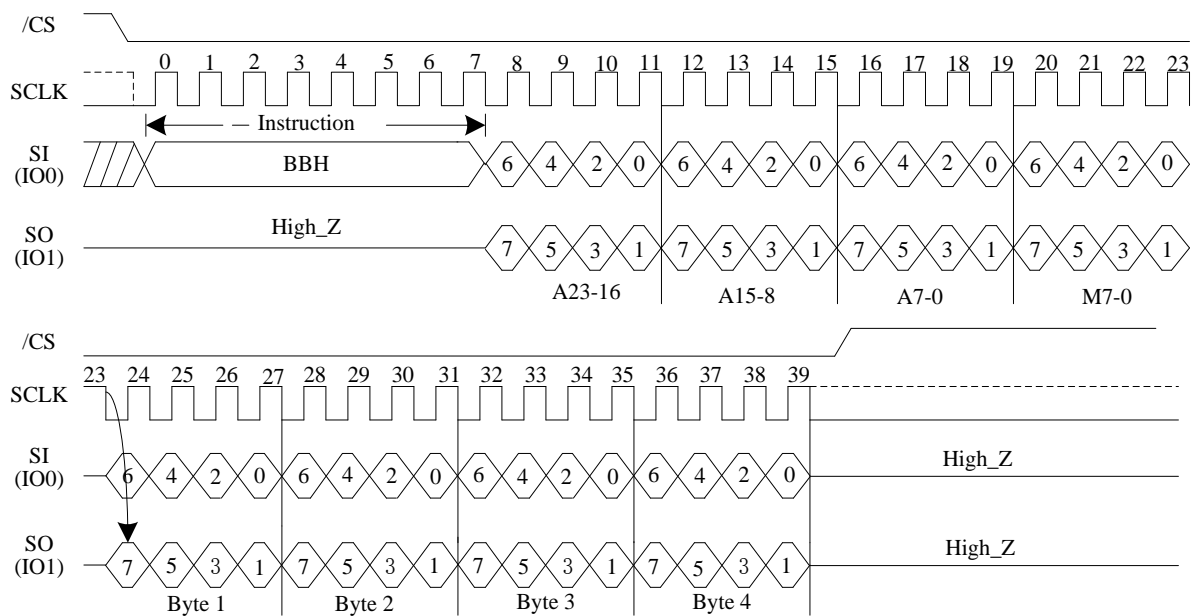 /CS
0 1 2 3 4 5 6 7 8 9 10 11 12 13 14 15 16 17 18 19 20 21 22 23
SCLK
Instruction
SI
(IO0)
BBH
6 4 2 0 6 4 2 0 6 4 2 0 6 4 2 0
SO
(IO1)
High_Z
7 5 3 1 7 5 3 1 7 5 3 1 7 5 3 1
A23-16 A15-8 A7-0 M7-0
/CS
23 24 25 26 27 28 29 30 31 32 33 34 35 36 37 38 39
SCLK
SI
(IO0)
6 4 2 0 6 4 2 0 6 4 2 0 6 4 2 0
High_Z
SO
(IO1)
7 5 3 1 7 5 3 1 7 5 3 1 7 5 3 1
High_Z
Byte 1 Byte 2 Byte 3 Byte 4